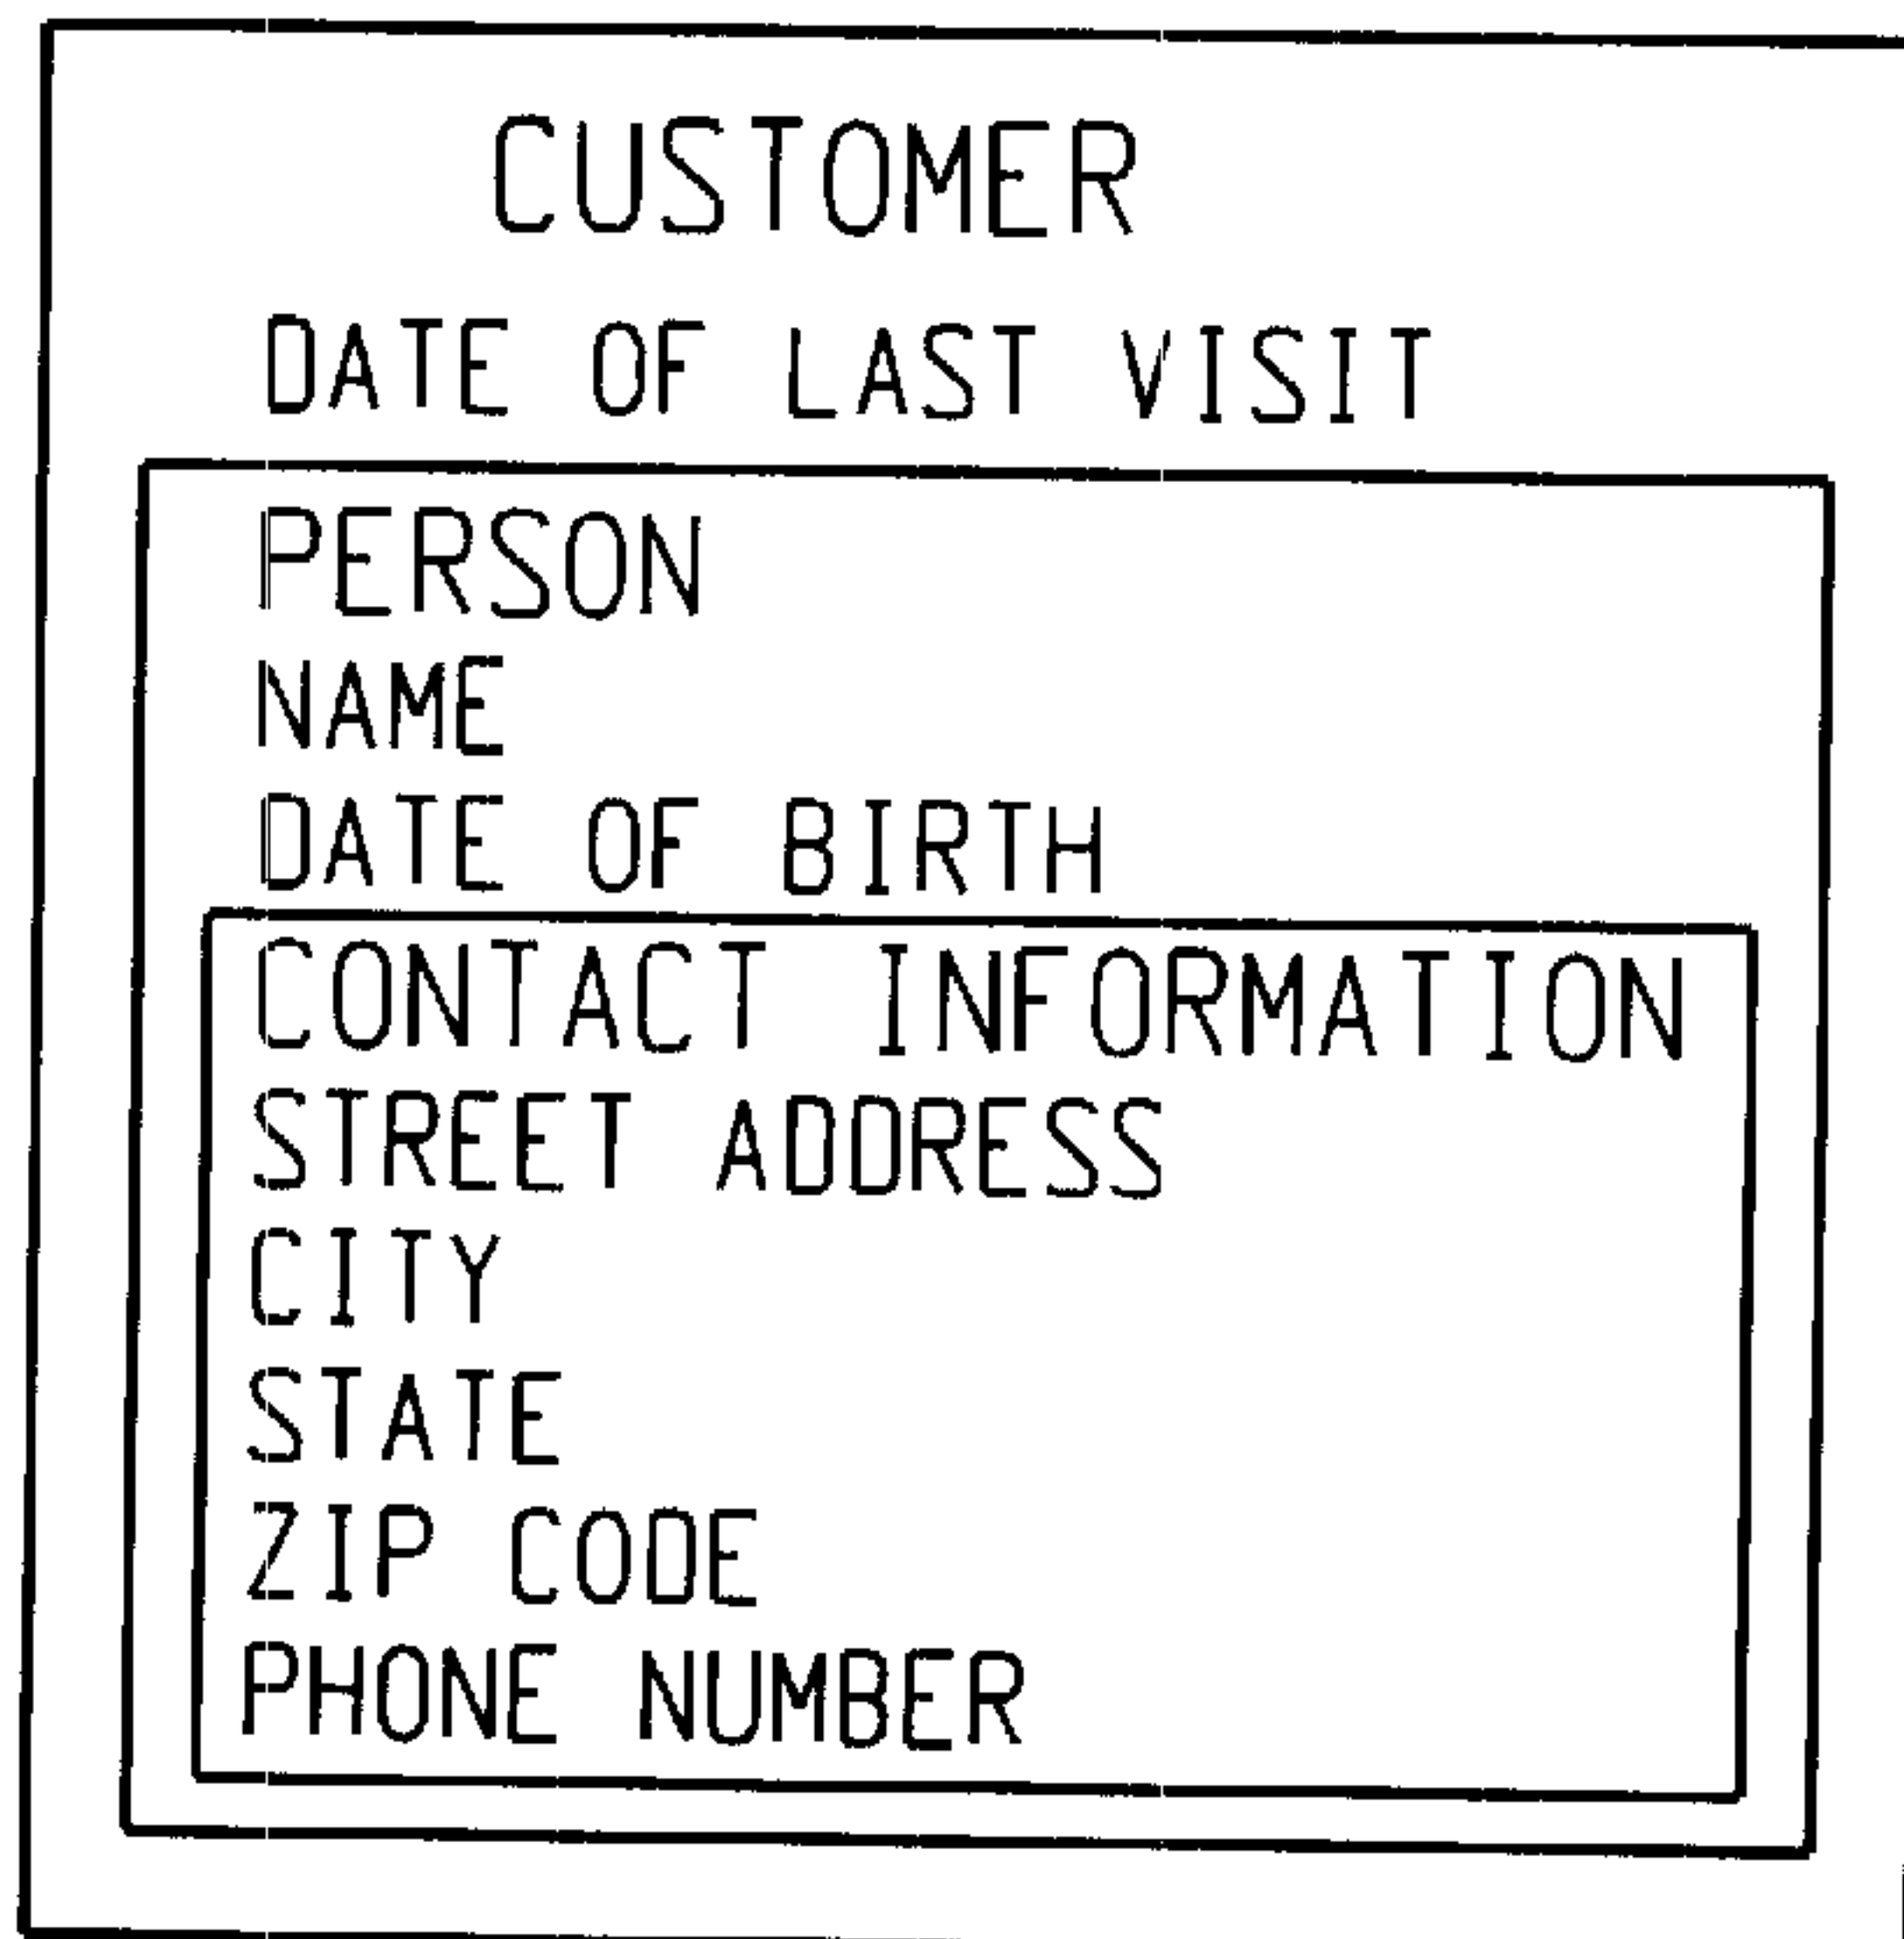 CUSTOMER
DATE OF LAST VISIT
PERSON
NAME
DATE OF BIRTH
CONTACT INFORMATION
STREET ADDRESS
CITY
STATE
ZIP CODE
PHONE NUMBER